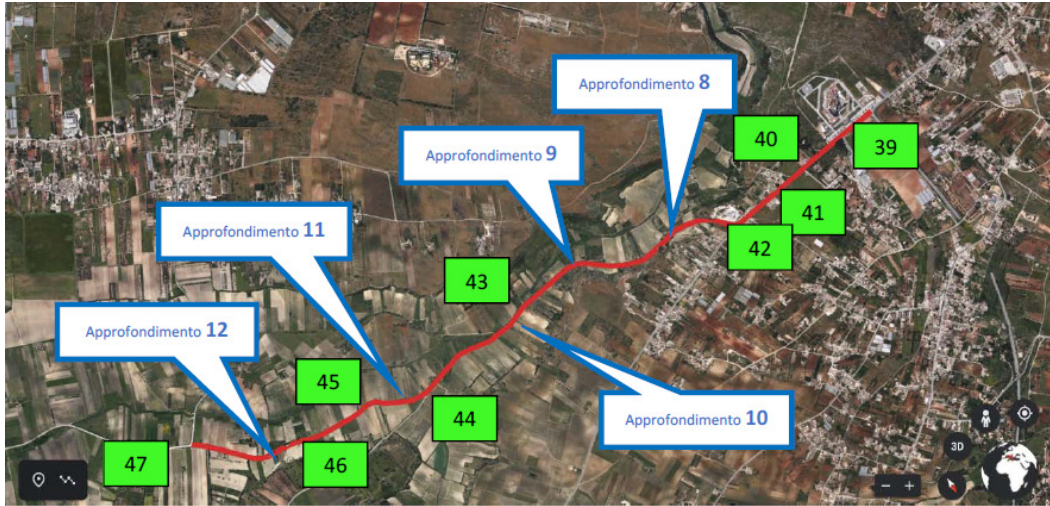 Approfondimento 8
40
39
Approfondimento 9
41
Approfondimento 11
42
43
Approfondimento 12
45
44
Approfondimento 10
3D
47
46